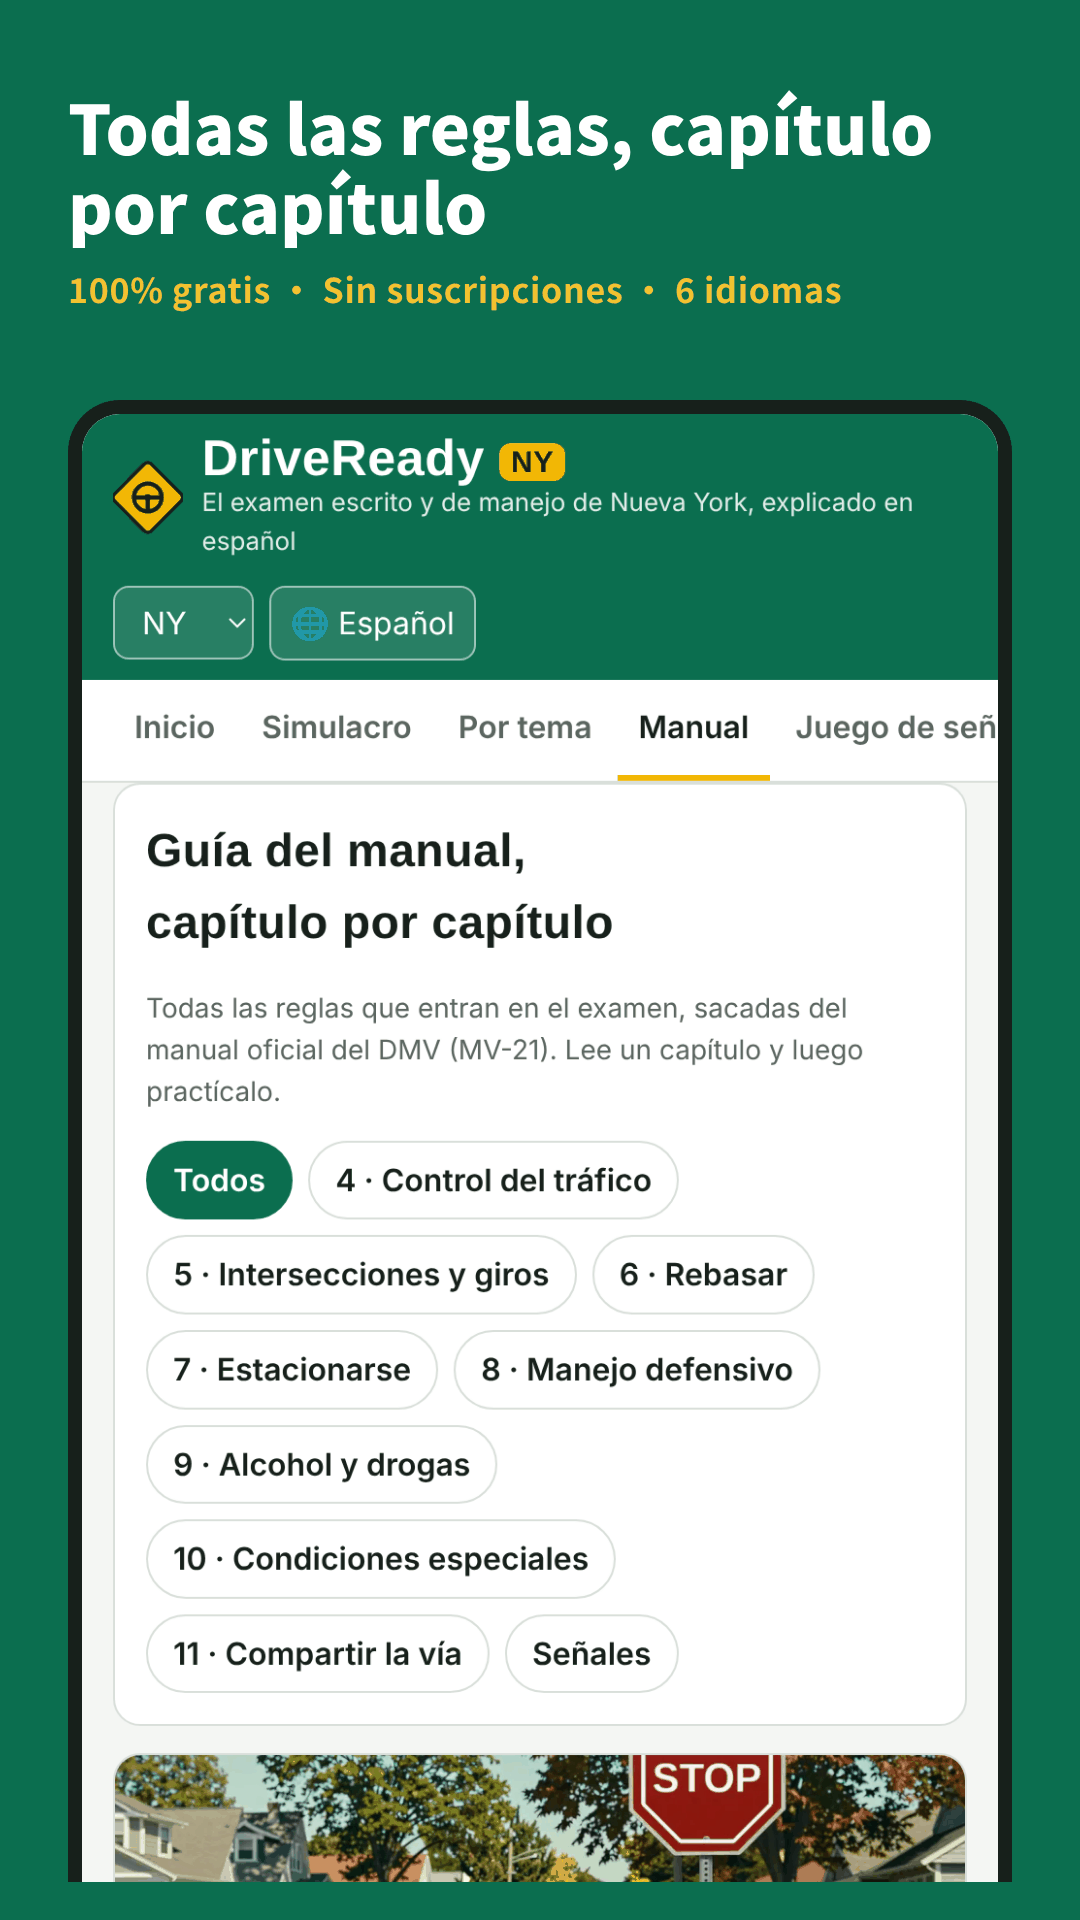 Todas las reglas, capítulo
por capítulo
100% gratis • Sin suscripciones • 6 idiomas
DriveReady NY
El examen escrito y de manejo de Nueva York, explicado en
español
NY
Español
Inicio Simulacro Por tema Manual Juego de señ
Guía del manual,
capítulo por capítulo
Todas las reglas que entran en el examen, sacadas del
manual oficial del DMV (MV-21). Lee un capítulo y luego
practícalo.
Todos 4 · Control del tráfico
5 · Intersecciones y giros 6 · Rebasar
7 · Estacionarse 8 · Manejo defensivo
9 · Alcohol y drogas
10 · Condiciones especiales
11 · Compartir la vía Señales
STOP